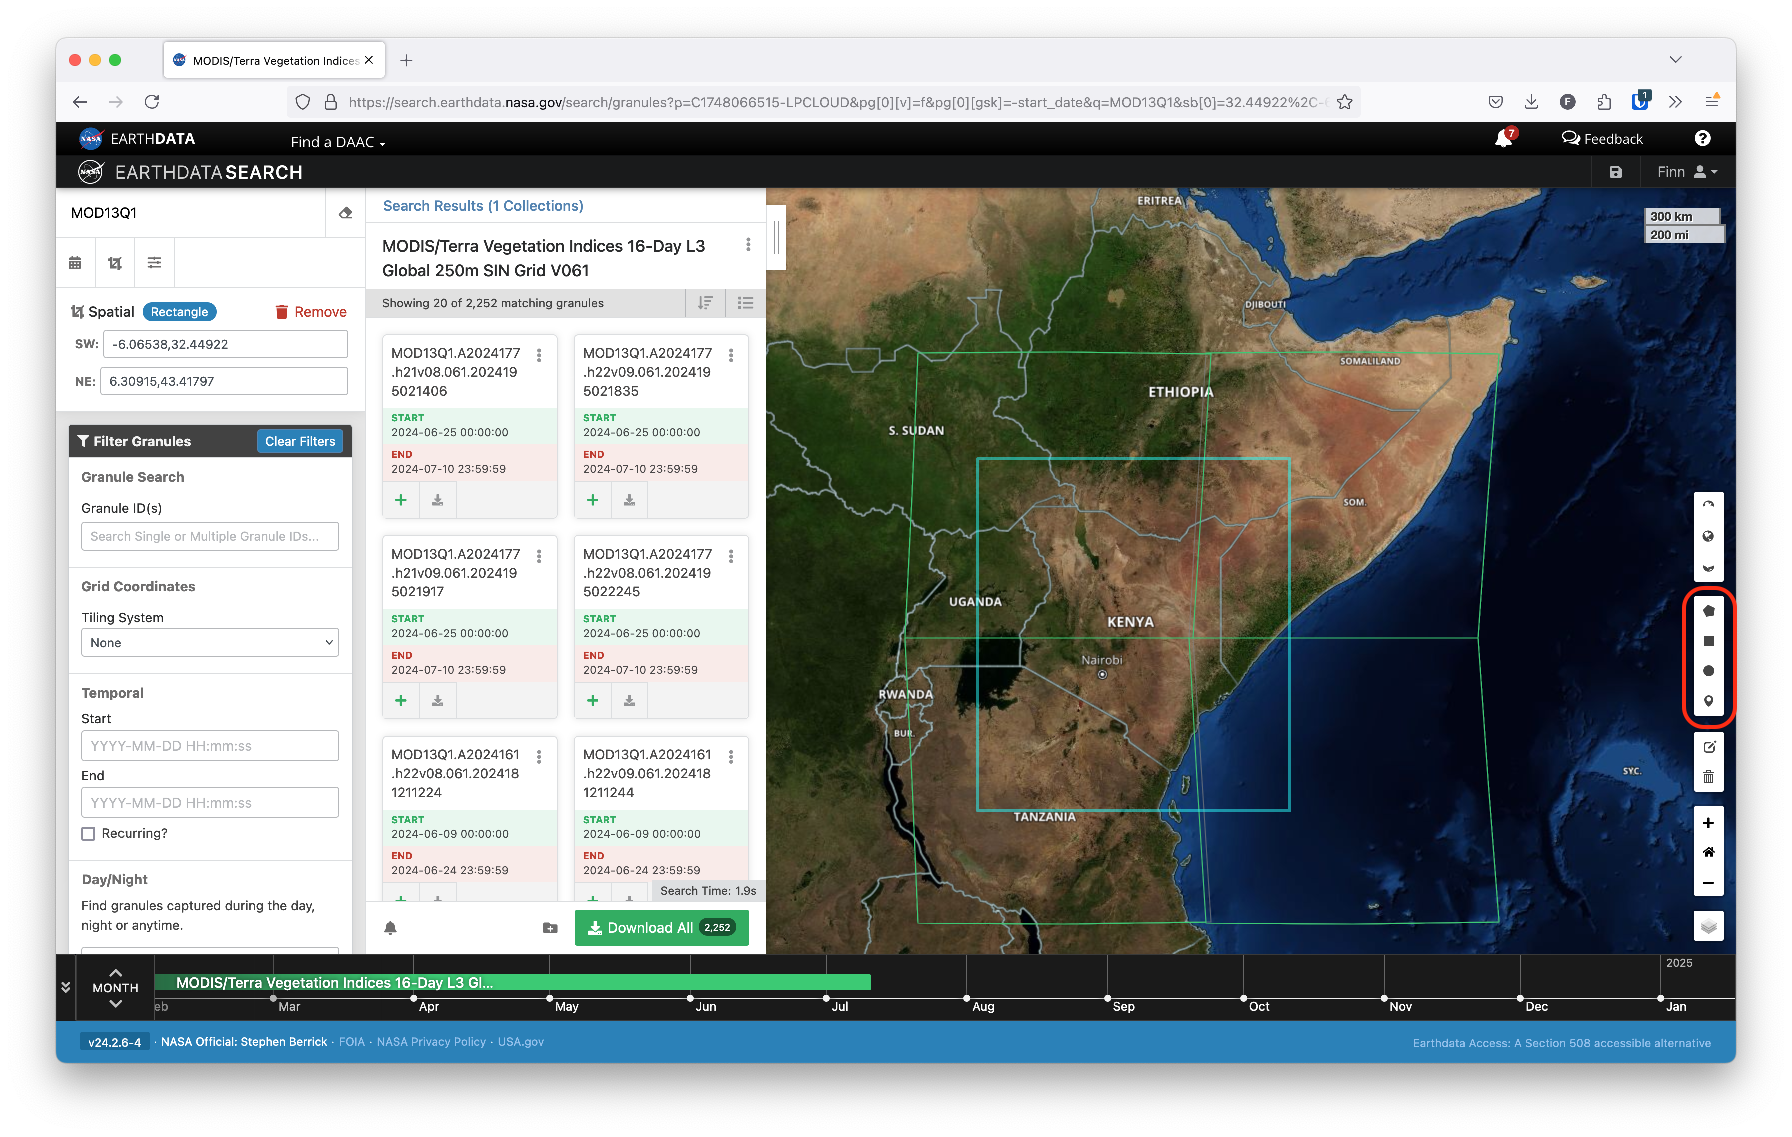 MODIS/Terra Vegetation Indices
https://search.earthdata.nasa.gov/search/granules?p=C1748066515-LPCLOUD&pg[0][v]=f&pg[0][gsk]=-start_date&q=MOD13Q1&sb[0]=32.44922%2C-
F
1
NASA EARTHDATA
Find a DAAC
7
Feedback
?
NASA EARTHDATA SEARCH
Finn
MOD13Q1
Spatial Rectangle Remove
SW: -6.06538,32.44922
NE: 6.30915,43.41797
Filter Granules Clear Filters
Granule Search
Granule ID(s)
Search Single or Multiple Granule IDs...
Grid Coordinates
Tiling System
None
Temporal
Start
YYYY-MM-DD HH:mm:ss
End
YYYY-MM-DD HH:mm:ss
Recurring?
Day/Night
Find granules captured during the day,
night or anytime.
Search Results (1 Collections)
MODIS/Terra Vegetation Indices 16-Day L3
Global 250m SIN Grid V061
Showing 20 of 2,252 matching granules
MOD13Q1.A2024177
.h21v08.061.202419
5021406
START
2024-06-25 00:00:00
END
2024-07-10 23:59:59
MOD13Q1.A2024177
.h22v09.061.202419
5021835
START
2024-06-25 00:00:00
END
2024-07-10 23:59:59
MOD13Q1.A2024177
.h21v09.061.202419
5021917
START
2024-06-25 00:00:00
END
2024-07-10 23:59:59
MOD13Q1.A2024177
.h22v08.061.202419
5022245
START
2024-06-25 00:00:00
END
2024-07-10 23:59:59
MOD13Q1.A2024161
.h22v08.061.202418
1211224
START
2024-06-09 00:00:00
END
2024-06-24 23:59:59
MOD13Q1.A2024161
.h22v09.061.202418
1211244
START
2024-06-09 00:00:00
END
2024-06-24 23:59:59
Search Time: 1.9s
Download All 2,252
ERITREA
300 km
200 mi
DJIBOUTI
SOMALILAND
ETHIOPIA
S. SUDAN
SOM.
UGANDA
KENYA
Nairobi
RWANDA
BUR.
SYC.
TANZANIA
MONTH
MODIS/Terra Vegetation Indices 16-Day L3 Gl...
2025
eb
Mar
Apr
May
Jun
Jul
Aug
Sep
Oct
Nov
Dec
Jan
v24.2.6-4 · NASA Official: Stephen Berrick · FOIA · NASA Privacy Policy · USA.gov
Earthdata Access: A Section 508 accessible alternative